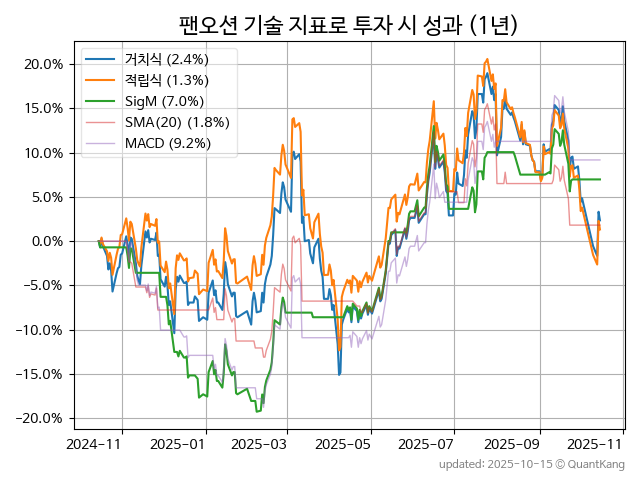 팬오션 기술 지표로 투자 시 성과 (1년)
거치식 (2.4%)
적립식 (1.3%)
SigM (7.0%)
SMA(20) (1.8%)
MACD (9.2%)
20.0%
15.0%
10.0%
5.0%
0.0%
-5.0%
-10.0%
-15.0%
-20.0%
2024-11 2025-01 2025-03 2025-05 2025-07 2025-09 2025-11
updated: 2025-10-15 © QuantKang